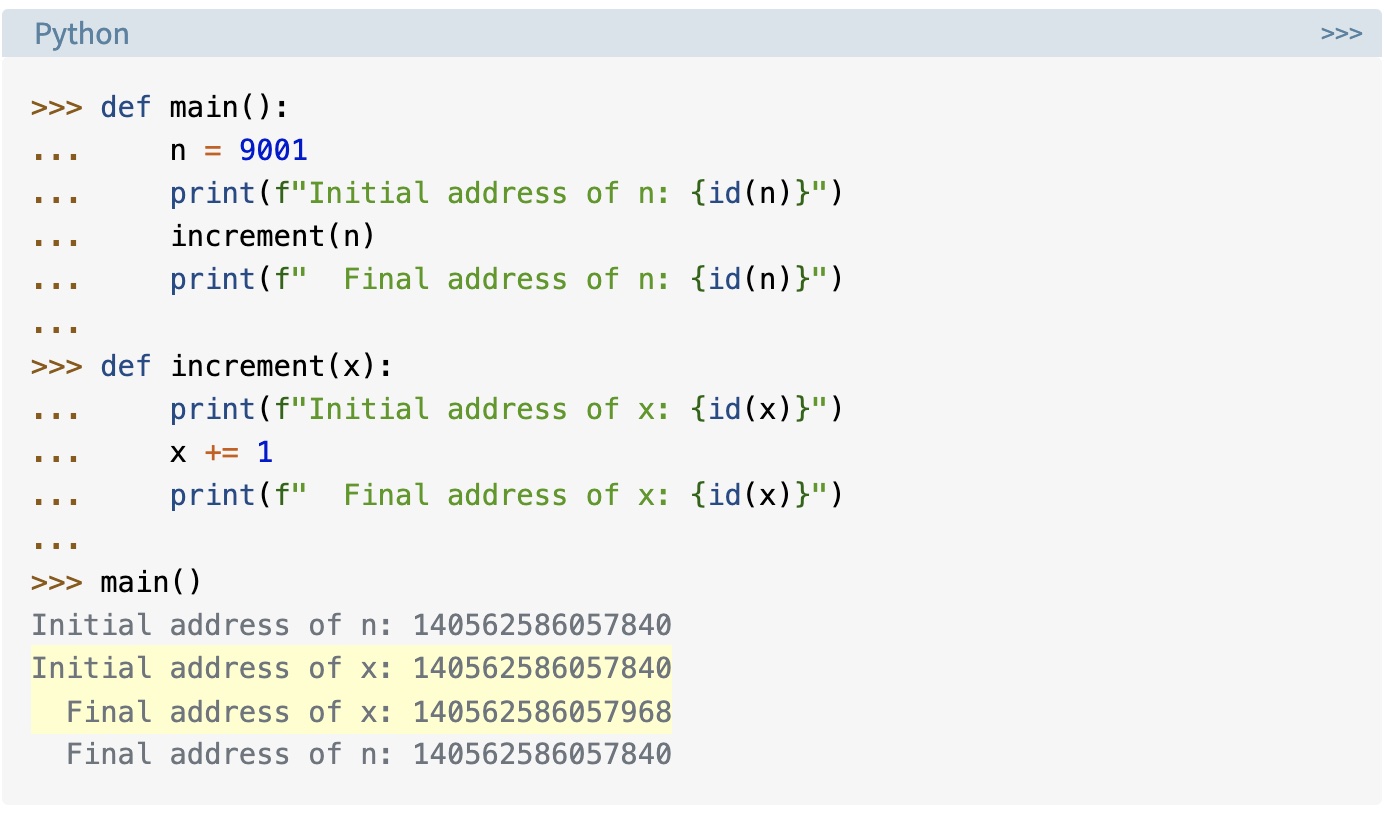 Python >>>
>>> def main():
...     n = 9001
...     print(f"Initial address of n: {id(n)}")
...     increment(n)
...     print(f"  Final address of n: {id(n)}")
...
>>> def increment(x):
...     print(f"Initial address of x: {id(x)}")
...     x += 1
...     print(f"  Final address of x: {id(x)}")
...
>>> main()
Initial address of n: 140562586057840
Initial address of x: 140562586057840
  Final address of x: 140562586057968
  Final address of n: 140562586057840